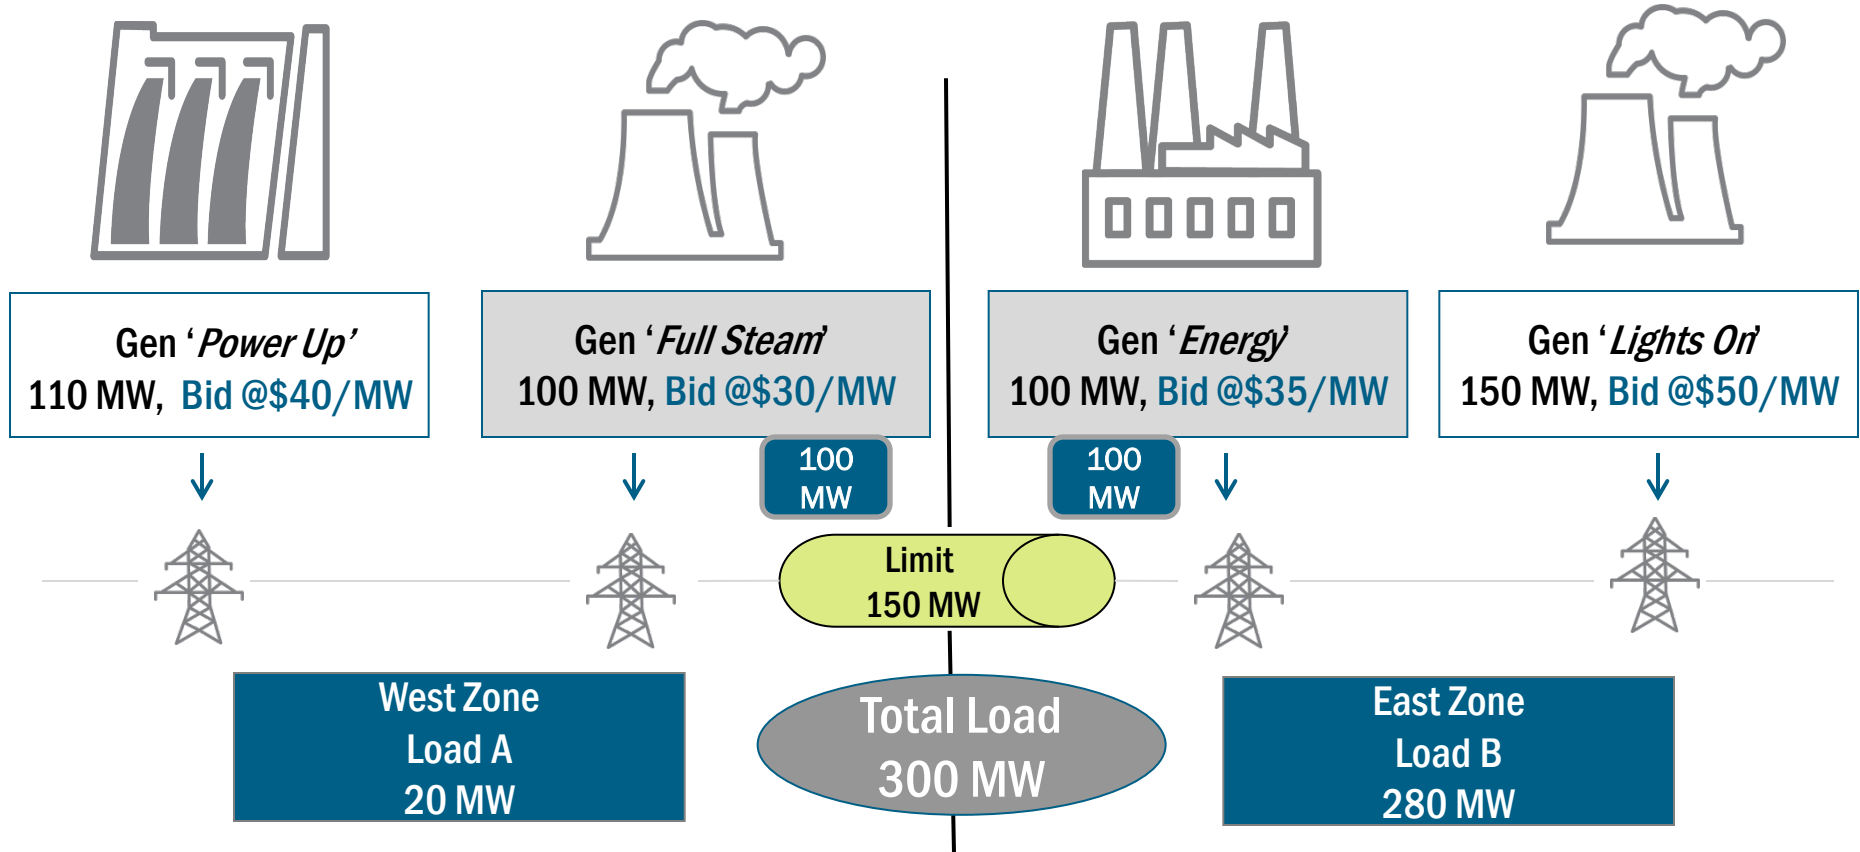 Gen ‘Power Up’
110 MW, Bid @$40/MW
Gen ‘Full Steam’
100 MW, Bid @$30/MW
Gen ‘Energy’
100 MW, Bid @$35/MW
Gen ‘Lights On’
150 MW, Bid @$50/MW
100
MW
100
MW
Limit
150 MW
West Zone
Load A
20 MW
Total Load
300 MW
East Zone
Load B
280 MW